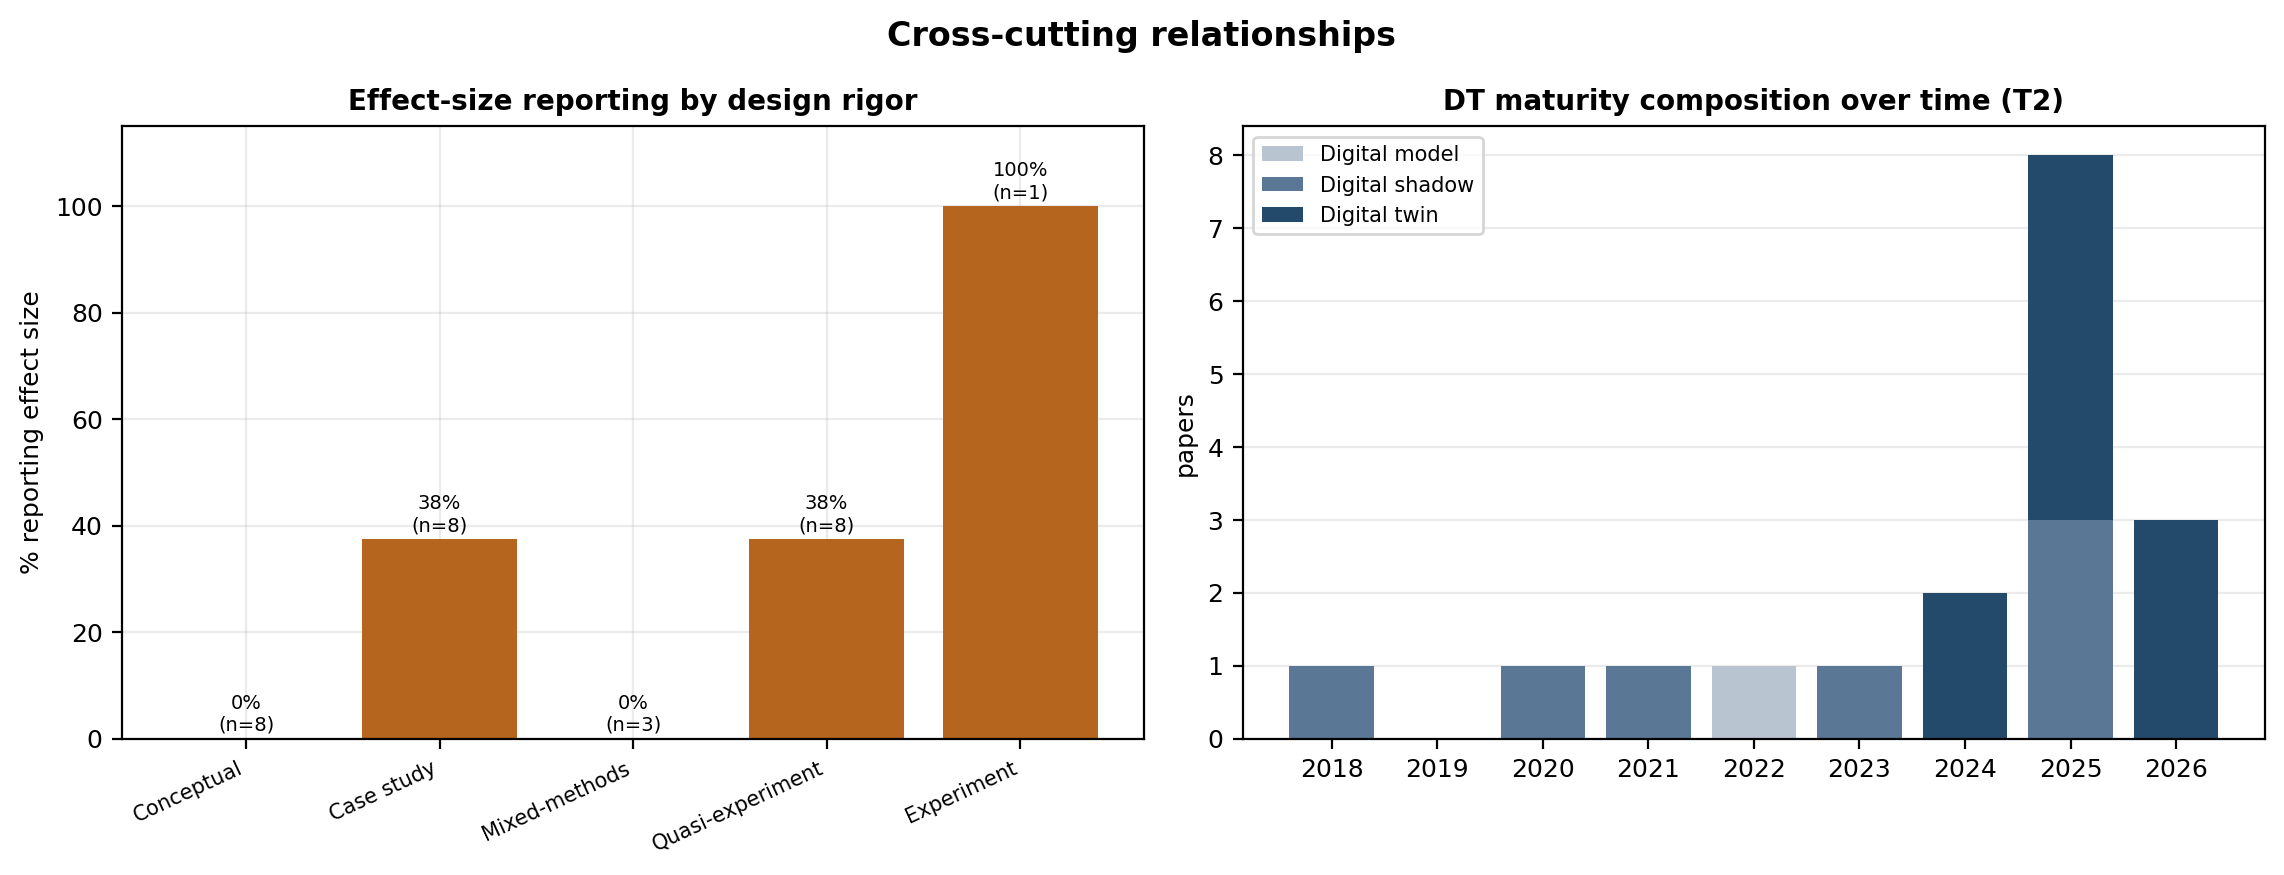 Cross-cutting relationships
Effect-size reporting by design rigor
% reporting effect size
100
80
60
40
20
0
0%
(n=8)
38%
(n=8)
0%
(n=3)
38%
(n=8)
100%
(n=1)
Conceptual
Case study
Mixed-methods
Quasi-experiment
Experiment
DT maturity composition over time (T2)
Digital model
Digital shadow
Digital twin
papers
8
7
6
5
4
3
2
1
0
2018
2019
2020
2021
2022
2023
2024
2025
2026